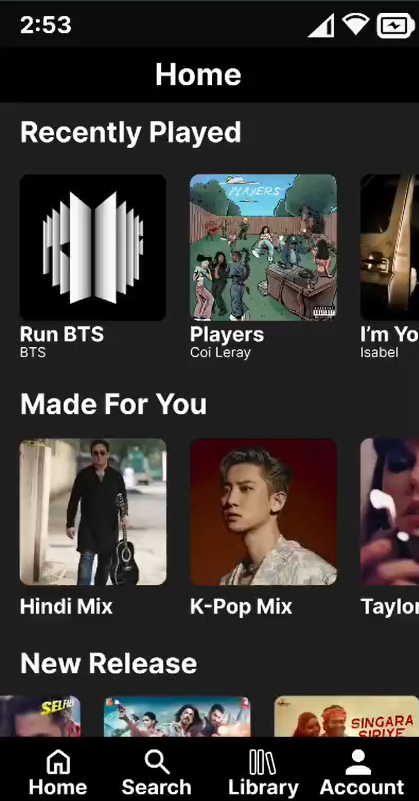 2:53
Home
Recently Played
PLAYERS
Run BTS
Players
I'm Yo
BTS
Coi Leray
Isabel
Made For You
Hindi Mix
K-Pop Mix
Taylor
New Release
SELFI
SINGARA
SIRIYE
Home
Search
Library
Account